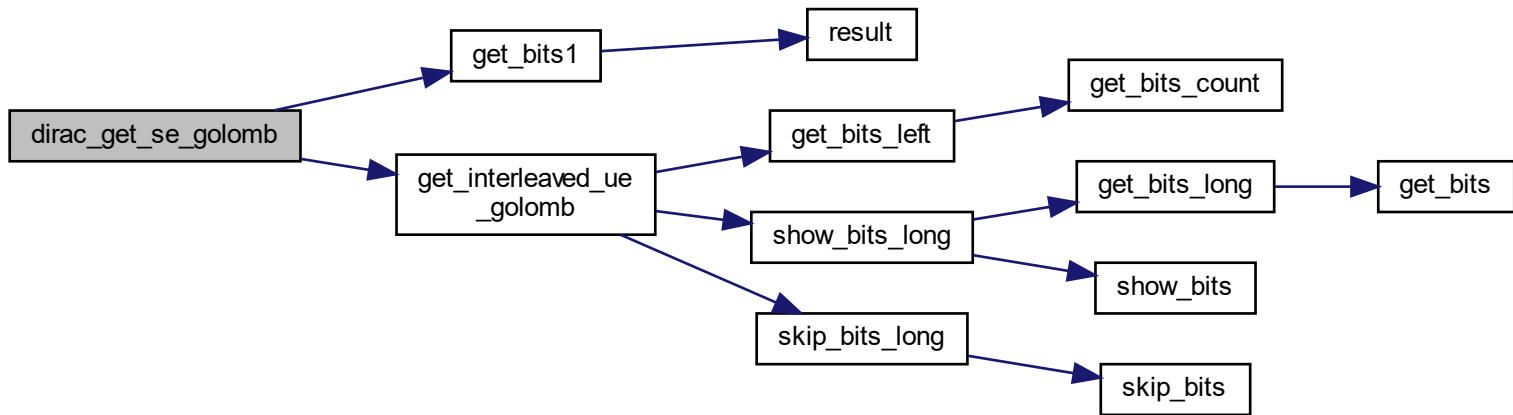 result
get_bits1
get_bits_count
dirac_get_se_golomb
get_bits_left
get_interleaved_ue
_golomb
get_bits_long
get_bits
show_bits_long
show_bits
skip_bits_long
skip_bits